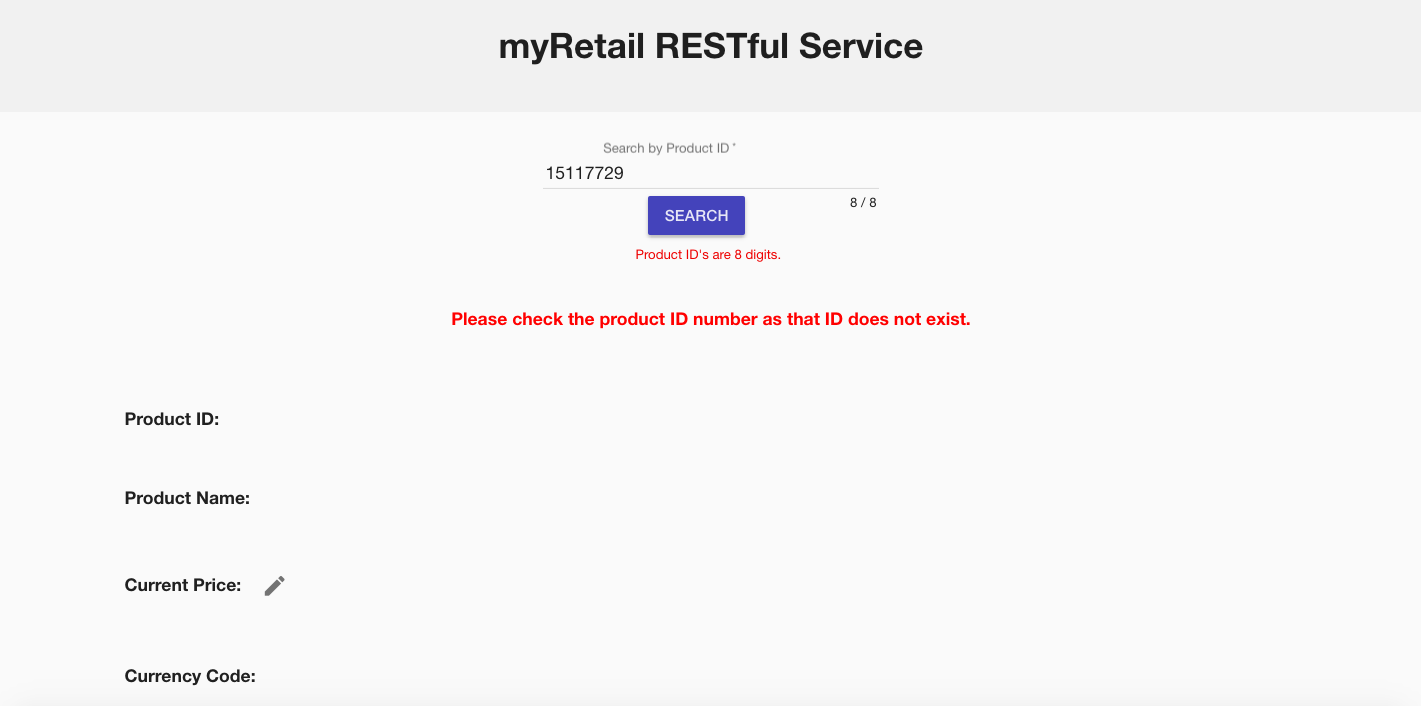 myRetail RESTful Service
Search by Product ID *
15117729
8 / 8
SEARCH
Product ID's are 8 digits.
Please check the product ID number as that ID does not exist.
Product ID:
Product Name:
Current Price:
Currency Code: